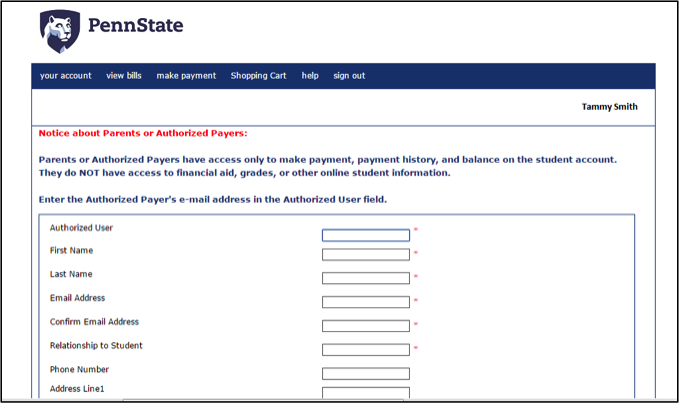 PennState
your account view bills make payment Shopping Cart help sign out
Tammy Smith
Notice about Parents or Authorized Payers:
Parents or Authorized Payers have access only to make payment, payment history, and balance on the student account.
They do NOT have access to financial aid, grades, or other online student information.
Enter the Authorized Payer's e-mail address in the Authorized User field.
Authorized User *
First Name *
Last Name *
Email Address *
Confirm Email Address *
Relationship to Student *
Phone Number
Address Line1